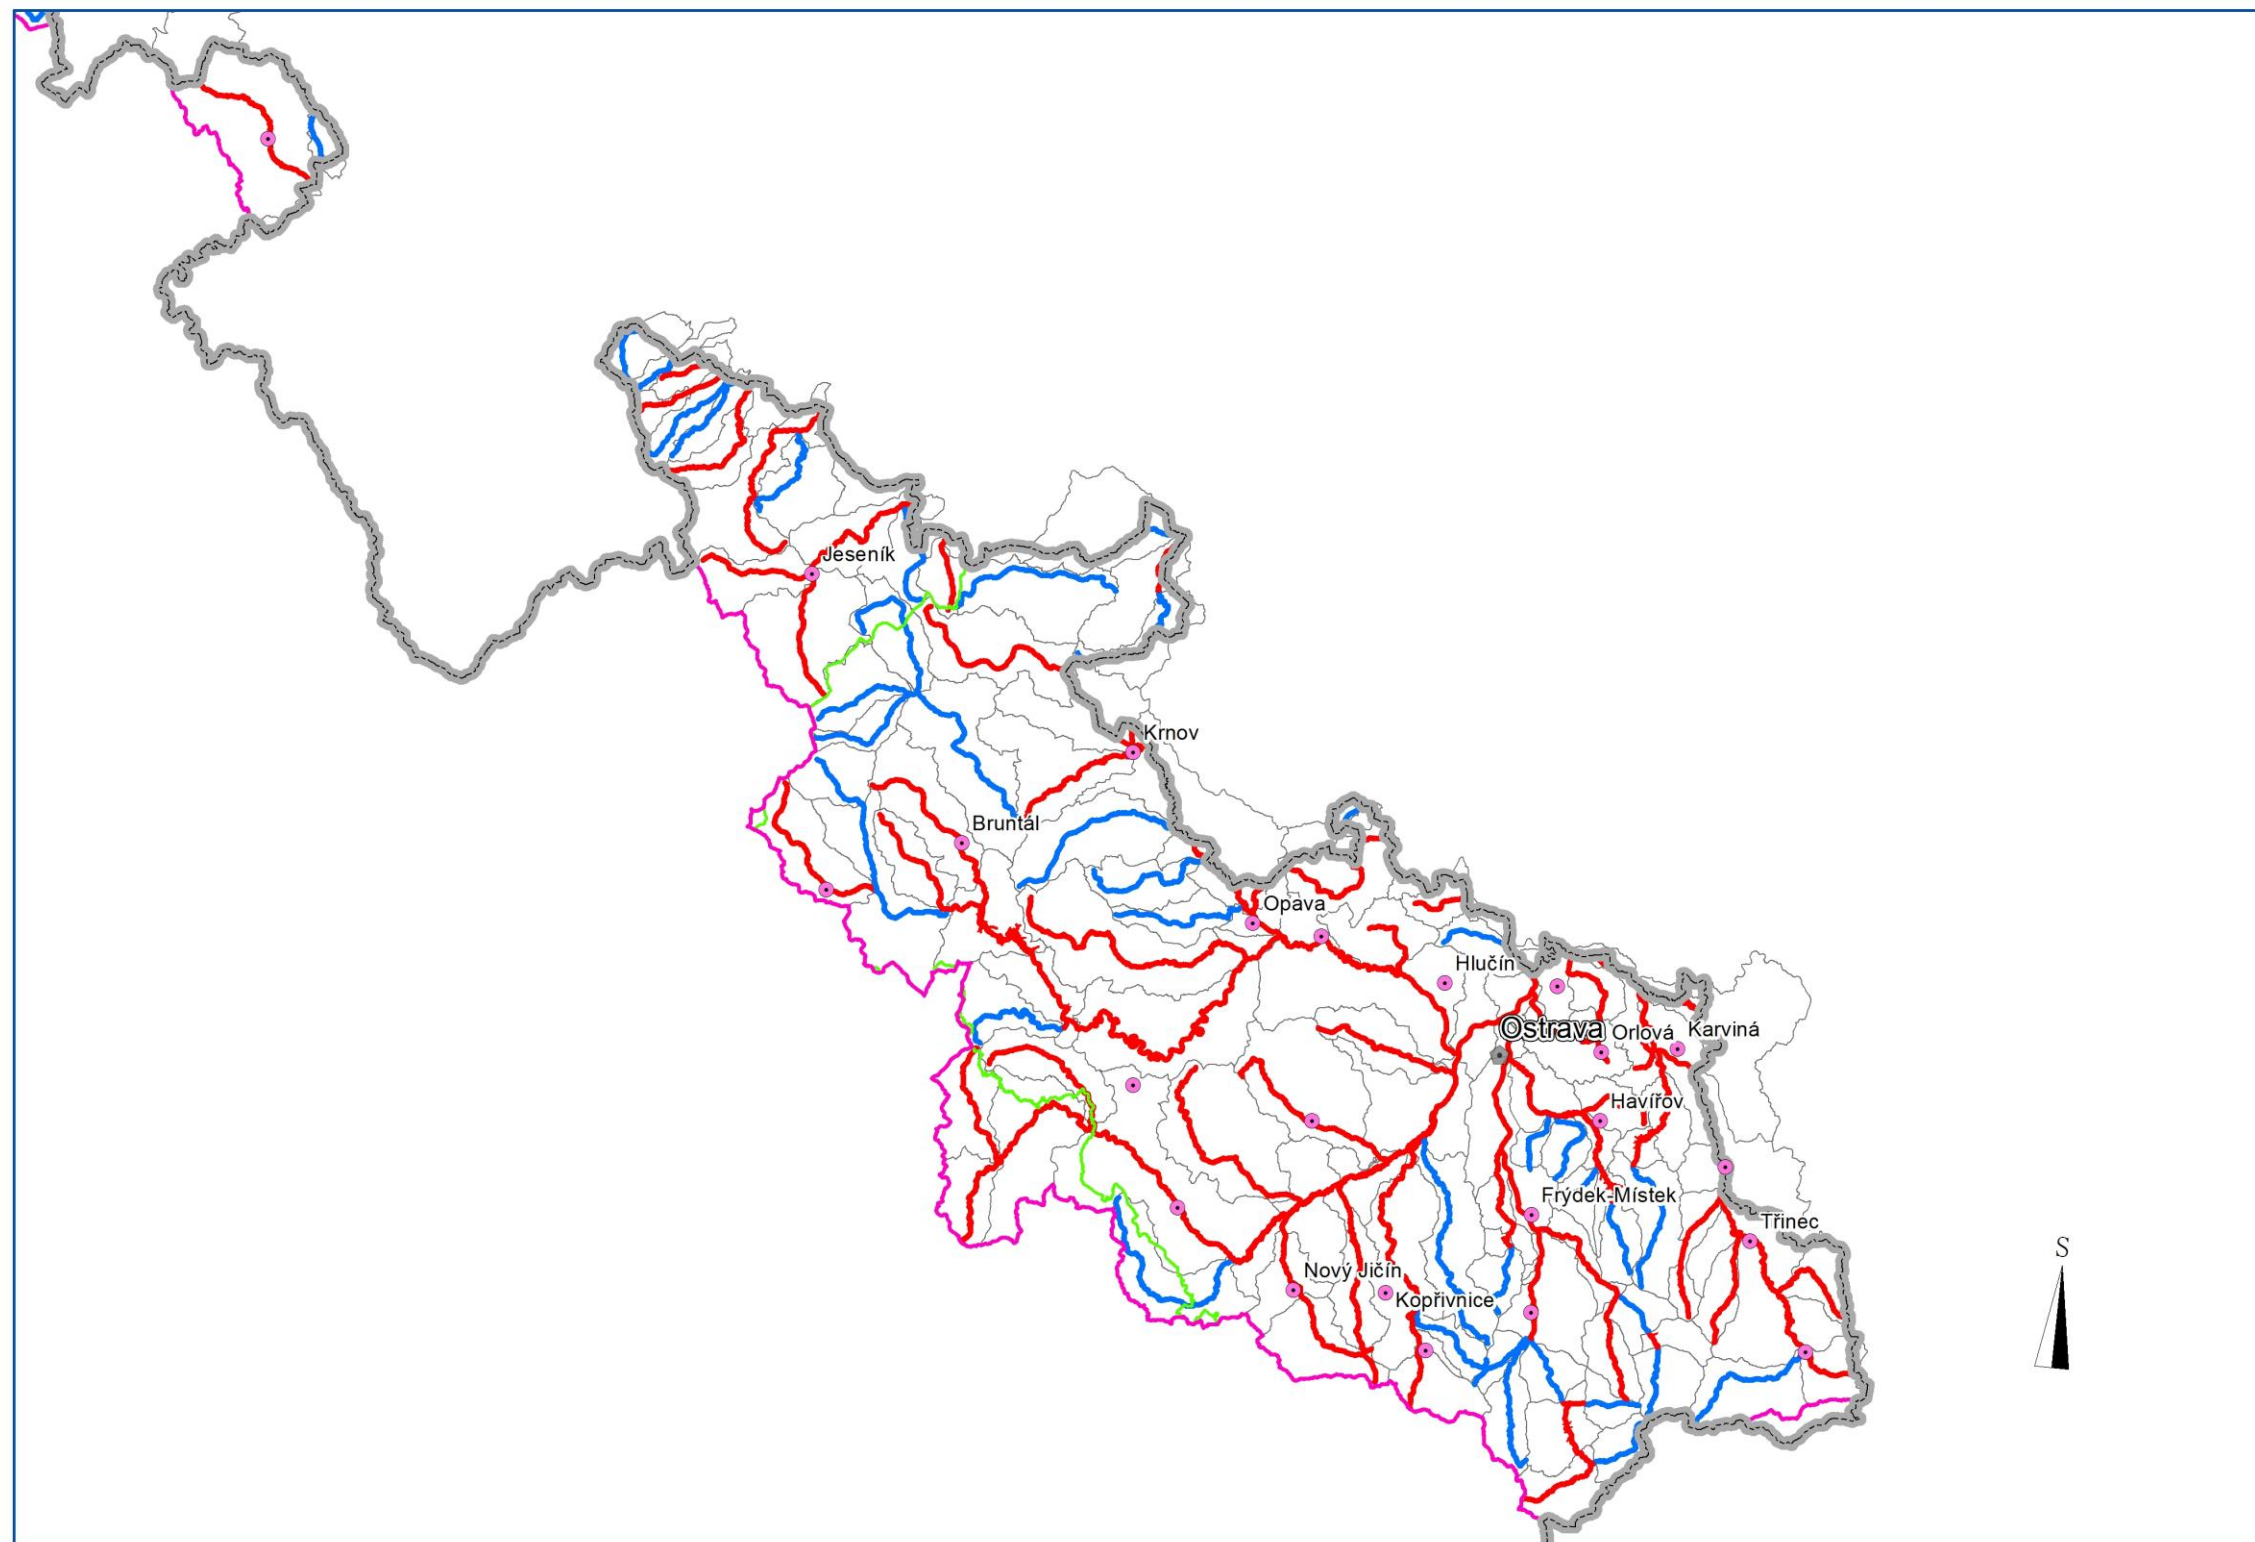 Jeseník
Krnov
Bruntál
Opava
Hlučín
Ostrava
Orlová
Karviná
Havířov
Frýdek-Místek
Třinec
S
Nový Jičín
Kopřivnice